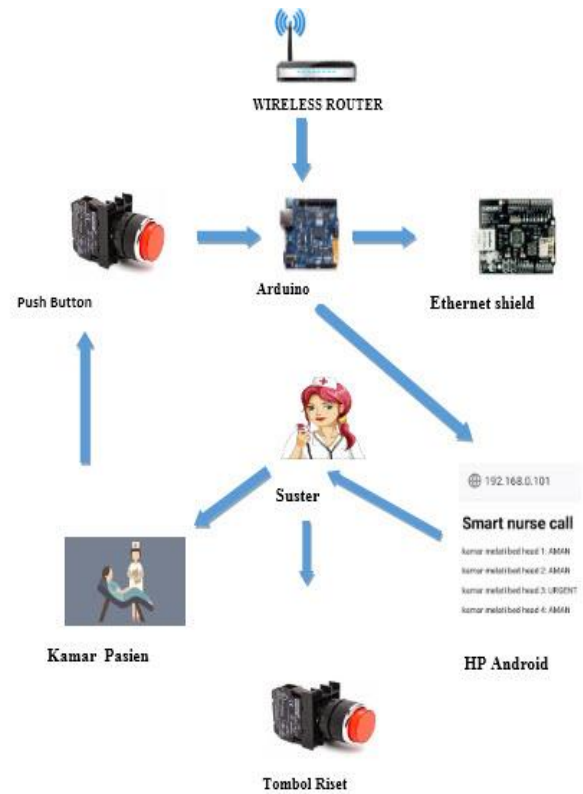 WIRELESS ROUTER
Push Button
Arduino
Ethernet shield
Suster
192.168.0.101
Smart nurse call
kamar melati bed head 1: AMAN
kamar melati bed head 2: AMAN
kamar melati bed head 3: URGENT
kamar melati bed head 4: AMAN
Kamar Pasien
HP Android
Tombol Riset